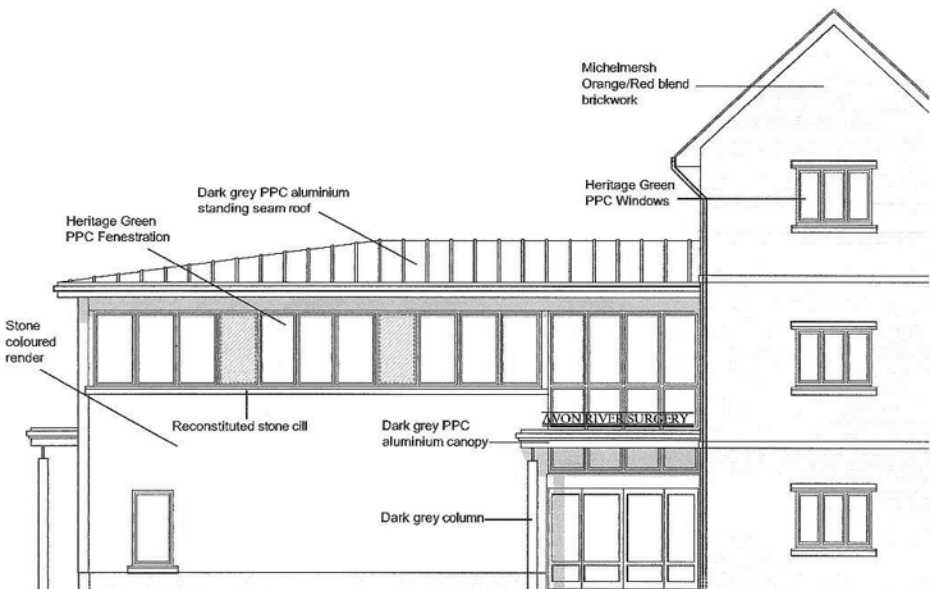 Michelmersh
Orange/Red blend
brickwork
Dark grey PPC aluminium
standing seam roof
Heritage Green
PPC Windows
Heritage Green
PPC Fenestration
Stone
coloured
render
Reconstituted stone cill
Dark grey PPC
aluminium canopy
AVON RIVER SURGERY
Dark grey column